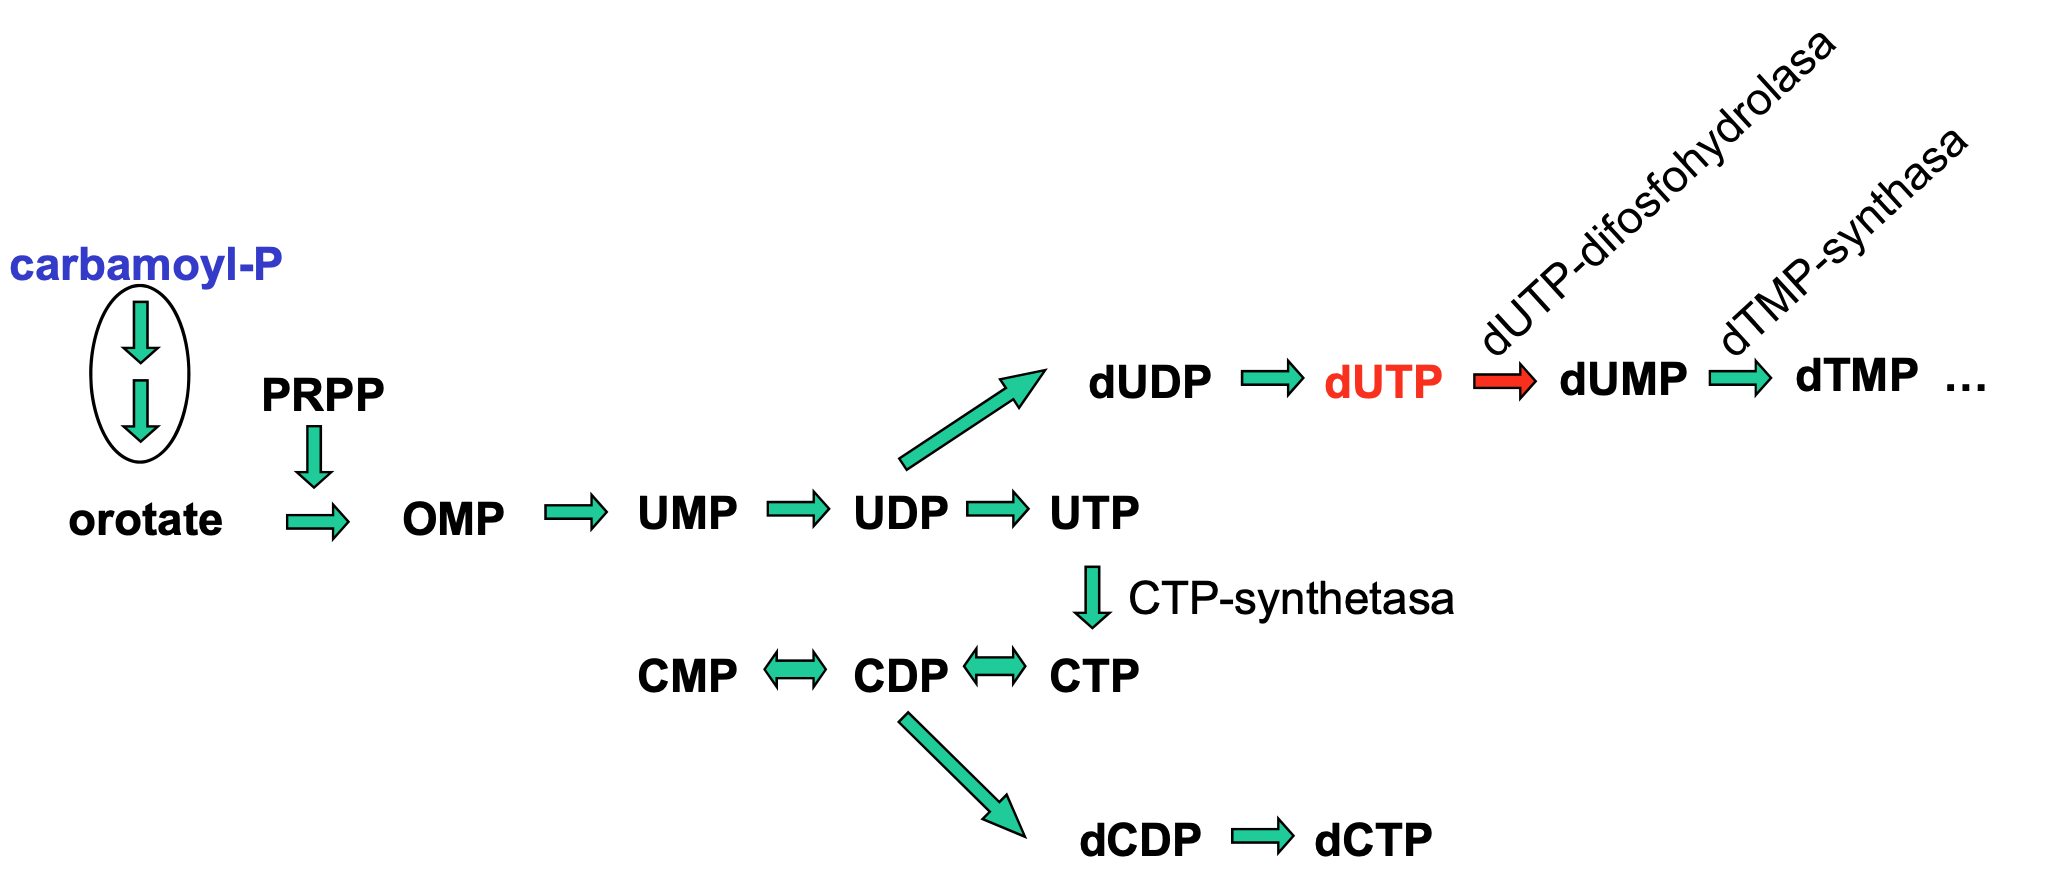 dUTP-difosfohydrolasa
dTMP-synthasa
carbamoyl-P
PRPP
dUDP dUTP dUMP dTMP ...
orotate OMP UMP UDP UTP
CTP-synthetasa
CMP CDP CTP
dCDP dCTP